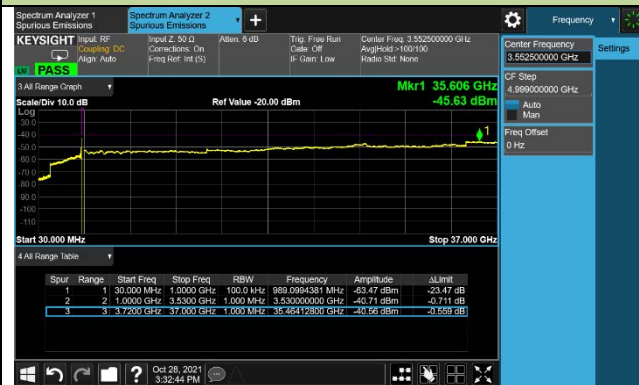 Spectrum Analyzer 1
Spurious Emissions
Spectrum Analyzer 2
Spurious Emissions
Frequency
KEYSIGHT
Input: RF
Coupling: DC
Align: Auto
Input Z: 50 Ω
Corrections: On
Freq Ref: Int (S)
Atten: 6 dB
Trig: Free Run
Gate: Off
IF Gain: Low
Center Freq: 3.552500000 GHz
Avg|Hold:>100/100
Radio Std: None
PASS
Center Frequency
3.552500000 GHz
Settings
CF Step
4.999000000 GHz
Auto
Man
Freq Offset
0 Hz
3 All Range Graph
Mkr1 35.606 GHz
Scale/Div 10.0 dB
Ref Value -20.00 dBm
-45.63 dBm
Log
-30.0
-40.0
-50.0
-60.0
-70.0
-80.0
-90.0
-100
-110
1
Start 30.000 MHz
Stop 37.000 GHz
4 All Range Table
Spur Range Start Freq Stop Freq RBW Frequency Amplitude ΔLimit
1 1 30.000 MHz 1.0000 GHz 100.0 kHz 989.0994381 MHz -63.47 dBm -23.47 dB
2 2 1.0000 GHz 3.5300 GHz 1.000 MHz 3.530000000 GHz -40.71 dBm -0.711 dB
3 3 3.7200 GHz 37.000 GHz 1.000 MHz 35.46412800 GHz -40.56 dBm -0.559 dB
Oct 28, 2021
3:32:44 PM